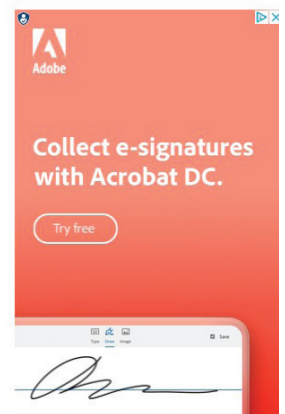 Adobe
Collect e-signatures
with Acrobat DC.
Try free
Type Draw Image Save